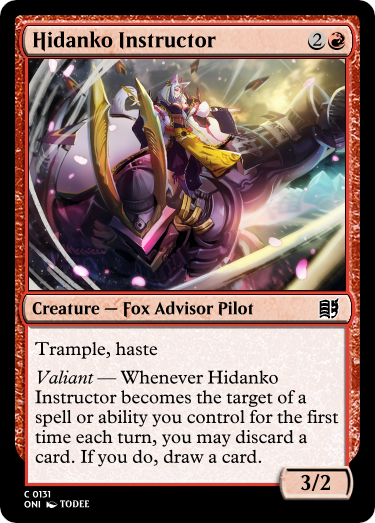 Hidanko Instructor 2
Creature — Fox Advisor Pilot
Trample, haste
Valiant — Whenever Hidanko
Instructor becomes the target of a
spell or ability you control for the first
time each turn, you may discard a
card. If you do, draw a card.
3/2
C 0131
ONI TODEE